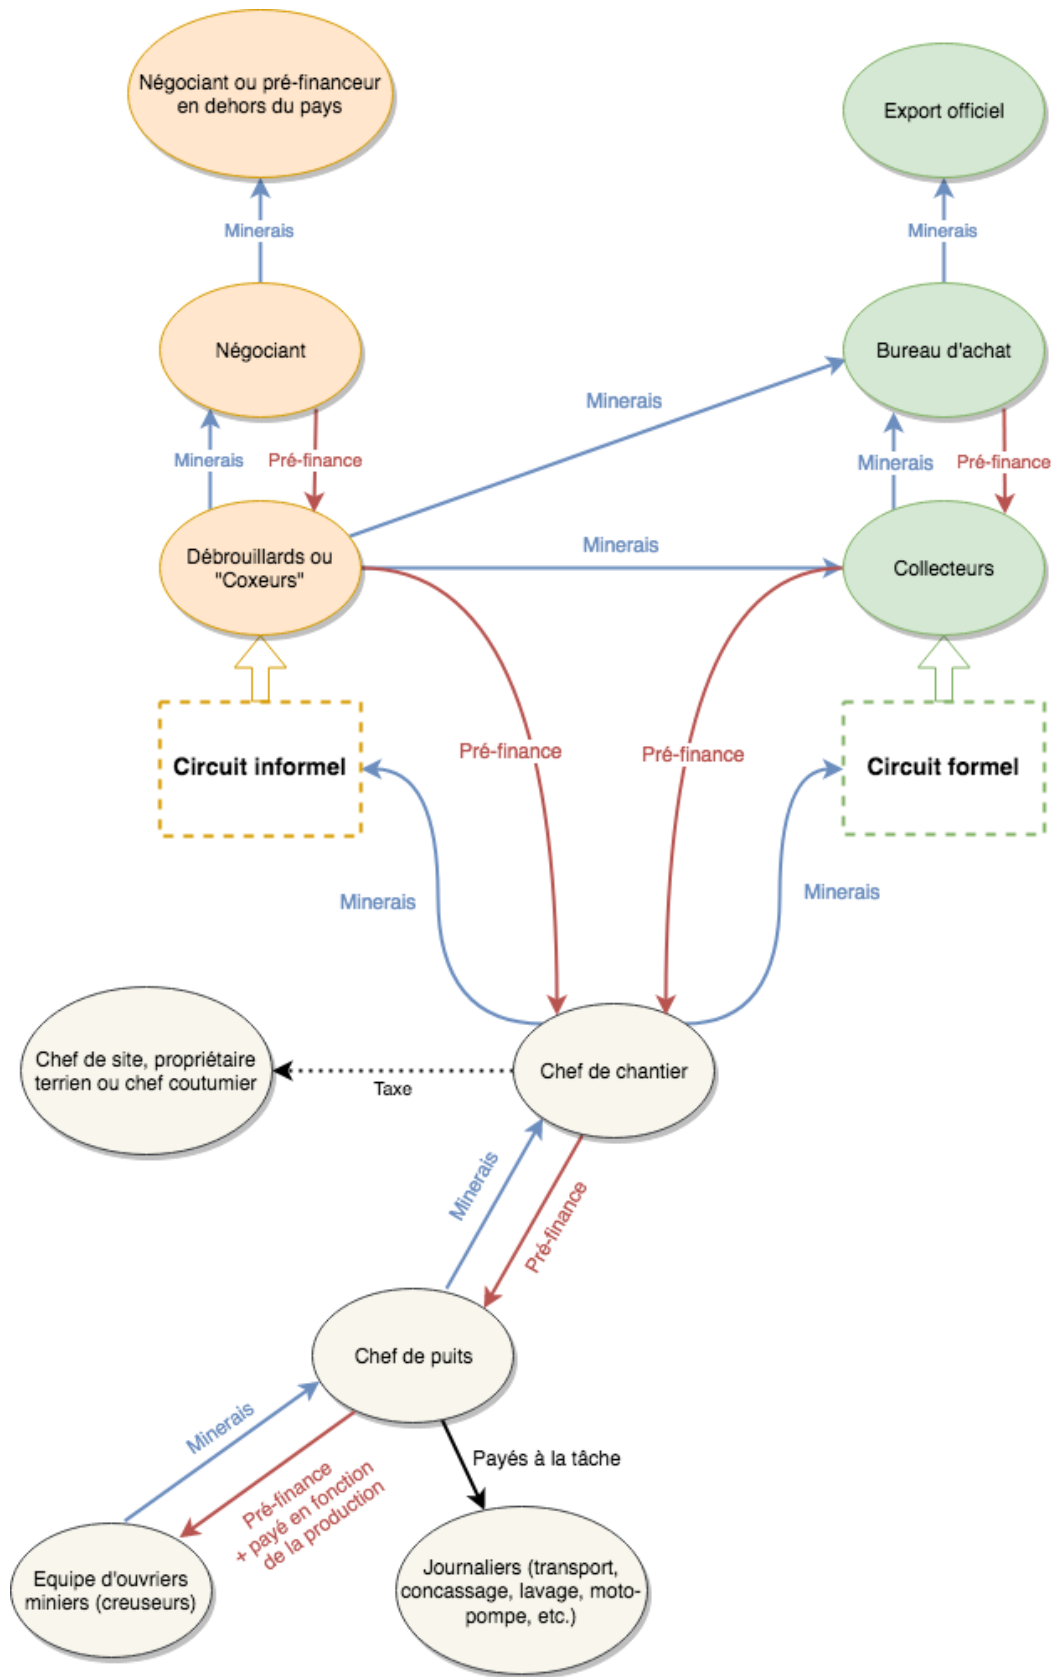 Négociant ou pré-financeur
en dehors du pays
Export officiel
Minerais
Minerais
Négociant
Bureau d'achat
Minerais
Minerais
Pré-finance
Minerais
Pré-finance
Débrouillards ou
"Coxeurs"
Minerais
Collecteurs
Circuit informel
Circuit formel
Pré-finance
Pré-finance
Minerais
Minerais
Chef de site, propriétaire
terrien ou chef coutumier
Taxe
Chef de chantier
Minerais
Pré-finance
Chef de puits
Minerais
Pré-finance
+ payé en fonction
de la production
Payés à la tâche
Equipe d'ouvriers
miniers (creuseurs)
Journaliers (transport,
concassage, lavage, moto-
pompe, etc.)